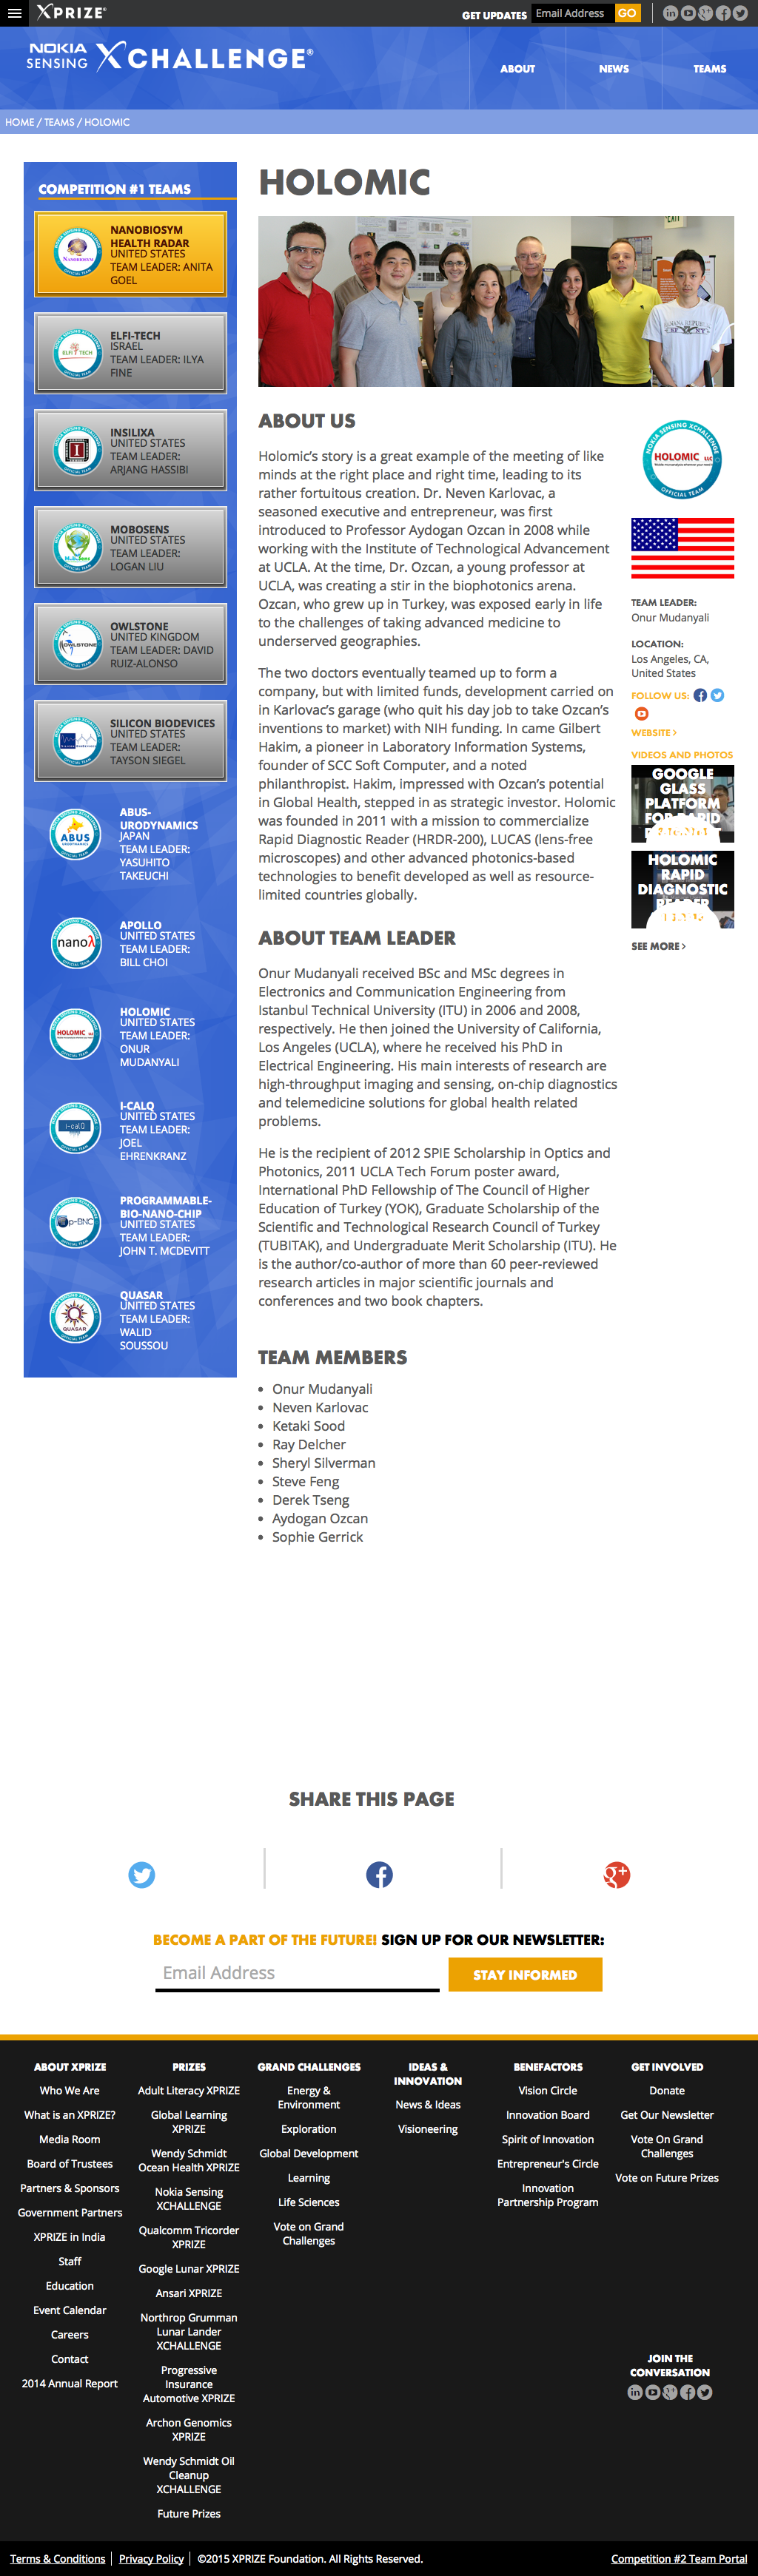 XPRIZE
GET UPDATES Email Address GO
NOKIA SENSING XCHALLENGE®
ABOUT NEWS TEAMS
HOME / TEAMS / HOLOMIC
COMPETITION #1 TEAMS
NANOBIOSYM
HEALTH RADAR
UNITED STATES
TEAM LEADER: ANITA
GOEL
ELFI-TECH
ISRAEL
TEAM LEADER: ILYA
FINE
INSILIXA
UNITED STATES
TEAM LEADER:
ARJANG HASSIBI
MOBOSENS
UNITED STATES
TEAM LEADER:
LOGAN LIU
OWLSTONE
UNITED KINGDOM
TEAM LEADER: DAVID
RUIZ-ALONSO
SILICON BIODEVICES
UNITED STATES
TEAM LEADER:
TAYSON SIEGEL
ABUS-
URODYNAMICS
JAPAN
TEAM LEADER:
YASUHITO
TAKEUCHI
APOLLO
UNITED STATES
TEAM LEADER:
BILL CHOI
HOLOMIC
UNITED STATES
TEAM LEADER:
ONUR
MUDANYALI
I-CALQ
UNITED STATES
TEAM LEADER:
JOEL
EHRENKRANZ
PROGRAMMABLE-
BIO-NANO-CHIP
UNITED STATES
TEAM LEADER:
JOHN T. MCDEVITT
QUASAR
UNITED STATES
TEAM LEADER:
WALID
SOUSSOU
HOLOMIC
ABOUT US
Holomic’s story is a great example of the meeting of like
minds at the right place and right time, leading to its
rather fortuitous creation. Dr. Neven Karlovac, a
seasoned executive and entrepreneur, was first
introduced to Professor Aydogan Ozcan in 2008 while
working with the Institute of Technological Advancement
at UCLA. At the time, Dr. Ozcan, a young professor at
UCLA, was creating a stir in the biophotonics arena.
Ozcan, who grew up in Turkey, was exposed early in life
to the challenges of taking advanced medicine to
underserved geographies.
The two doctors eventually teamed up to form a
company, but with limited funds, development carried on
in Karlovac’s garage (who quit his day job to take Ozcan’s
inventions to market) with NIH funding. In came Gilbert
Hakim, a pioneer in Laboratory Information Systems,
founder of SCC Soft Computer, and a noted
philanthropist. Hakim, impressed with Ozcan’s potential
in Global Health, stepped in as strategic investor. Holomic
was founded in 2011 with a mission to commercialize
Rapid Diagnostic Reader (HRDR-200), LUCAS (lens-free
microscopes) and other advanced photonics-based
technologies to benefit developed as well as resource-
limited countries globally.
ABOUT TEAM LEADER
Onur Mudanyali received BSc and MSc degrees in
Electronics and Communication Engineering from
Istanbul Technical University (ITU) in 2006 and 2008,
respectively. He then joined the University of California,
Los Angeles (UCLA), where he received his PhD in
Electrical Engineering. His main interests of research are
high-throughput imaging and sensing, on-chip diagnostics
and telemedicine solutions for global health related
problems.
He is the recipient of 2012 SPIE Scholarship in Optics and
Photonics, 2011 UCLA Tech Forum poster award,
International PhD Fellowship of The Council of Higher
Education of Turkey (YOK), Graduate Scholarship of the
Scientific and Technological Research Council of Turkey
(TUBITAK), and Undergraduate Merit Scholarship (ITU). He
is the author/co-author of more than 60 peer-reviewed
research articles in major scientific journals and
conferences and two book chapters.
TEAM MEMBERS
• Onur Mudanyali
• Neven Karlovac
• Ketaki Sood
• Ray Delcher
• Sheryl Silverman
• Steve Feng
• Derek Tseng
• Aydogan Ozcan
• Sophie Gerrick
NOKIA SENSING XCHALLENGE
HOLOMIC LLC
OFFICIAL TEAM
TEAM LEADER:
Onur Mudanyali
LOCATION:
Los Angeles, CA,
United States
FOLLOW US:
WEBSITE >
VIDEOS AND PHOTOS
GOOGLE
GLASS
PLATFORM
FOR RAPID
HOLOMIC
RAPID
DIAGNOSTIC
READER
SEE MORE >
SHARE THIS PAGE
BECOME A PART OF THE FUTURE! SIGN UP FOR OUR NEWSLETTER:
Email Address STAY INFORMED
ABOUT XPRIZE
Who We Are
What is an XPRIZE?
Media Room
Board of Trustees
Partners & Sponsors
Government Partners
XPRIZE in India
Staff
Education
Event Calendar
Careers
Contact
2014 Annual Report
PRIZES
Adult Literacy XPRIZE
Global Learning
XPRIZE
Wendy Schmidt
Ocean Health XPRIZE
Nokia Sensing
XCHALLENGE
Qualcomm Tricorder
XPRIZE
Google Lunar XPRIZE
Ansari XPRIZE
Northrop Grumman
Lunar Lander
XCHALLENGE
Progressive
Insurance
Automotive XPRIZE
Archon Genomics
XPRIZE
Wendy Schmidt Oil
Cleanup
XCHALLENGE
Future Prizes
GRAND CHALLENGES
Energy &
Environment
Exploration
Global Development
Learning
Life Sciences
Vote on Grand
Challenges
IDEAS &
INNOVATION
News & Ideas
Visioneering
BENEFACTORS
Vision Circle
Innovation Board
Spirit of Innovation
Entrepreneur's Circle
Innovation
Partnership Program
GET INVOLVED
Donate
Get Our Newsletter
Vote On Grand
Challenges
Vote on Future Prizes
JOIN THE
CONVERSATION
Terms & Conditions | Privacy Policy | ©2015 XPRIZE Foundation. All Rights Reserved.
Competition #2 Team Portal